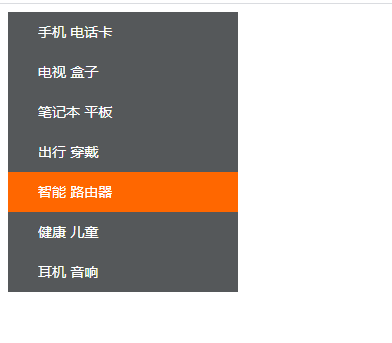 手机 电话卡
电视 盒子
笔记本 平板
出行 穿戴
智能 路由器
健康 儿童
耳机 音响